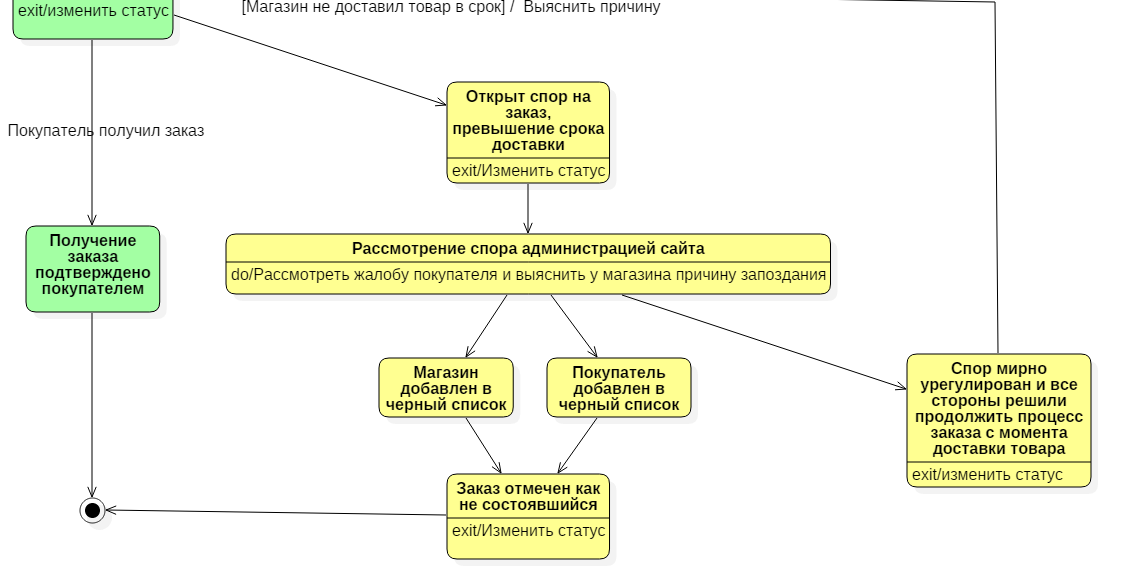 exit/изменить статус
[Магазин не доставил товар в срок] / Выяснить причину
Открыт спор на
заказ,
превышение срока
доставки
exit/Изменить статус
Покупатель получил заказ
Получение
заказа
подтверждено
покупателем
Рассмотрение спора администрацией сайта
do/Рассмотреть жалобу покупателя и выяснить у магазина причину запоздания
Магазин
добавлен в
черный список
Покупатель
добавлен в
черный список
Спор мирно
урегулирован и все
стороны решили
продолжить процесс
заказа с момента
доставки товара
exit/изменить статус
Заказ отмечен как
не состоявшийся
exit/Изменить статус